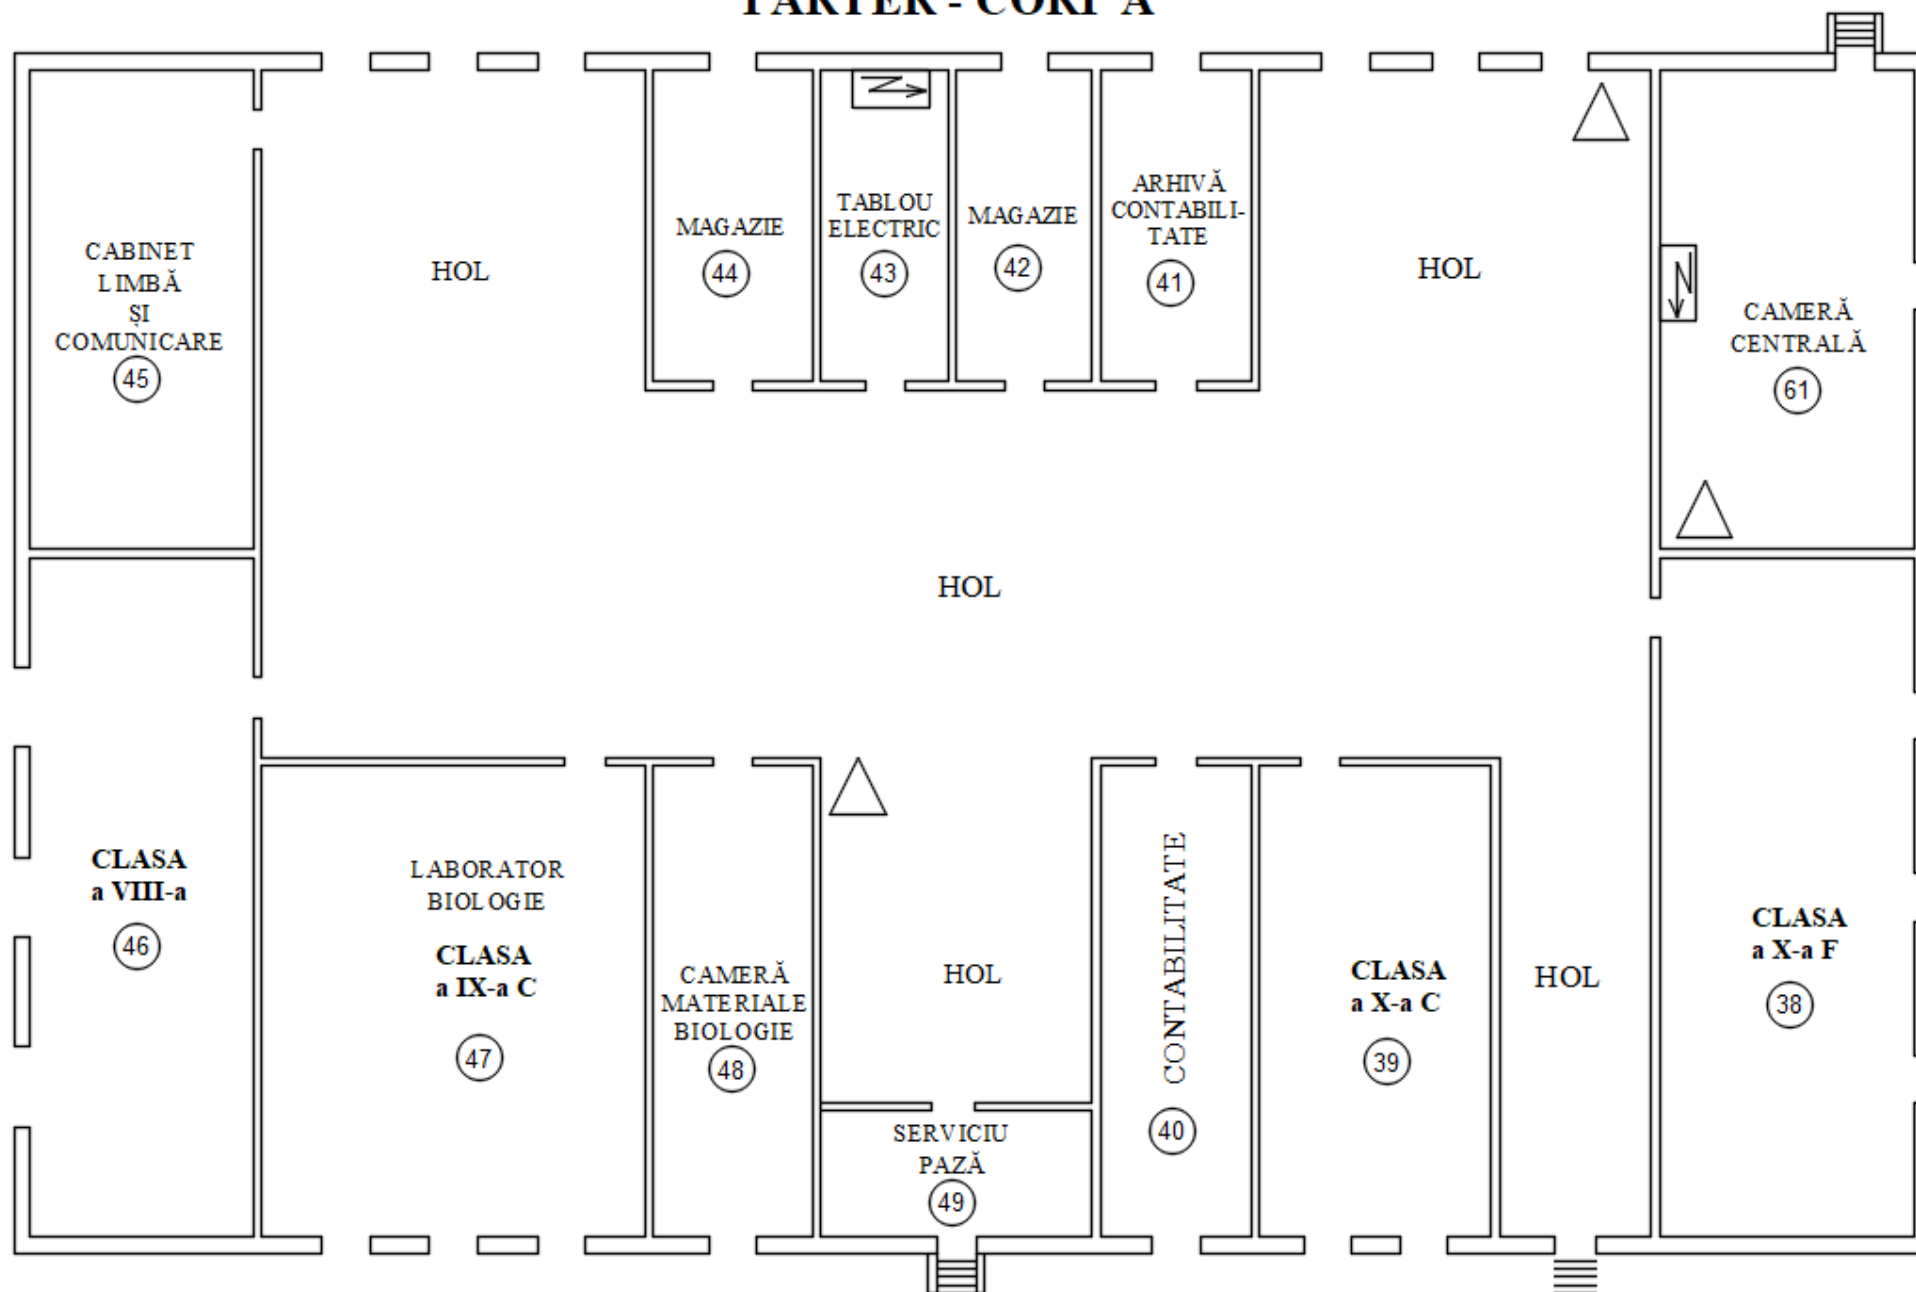 PARTER - CORP A
CABINET
LIMBĂ
ȘI
COMUNICARE
45
HOL
MAGAZIE
44
TABLOU
ELECTRIC
43
MAGAZIE
42
ARHIVĂ
CONTABILI-
TATE
41
HOL
CAMERĂ
CENTRALĂ
61
HOL
CLASA
a VIII-a
46
LABORATOR
BIOLOGIE
CLASA
a IX-a C
47
CAMERĂ
MATERIALE
BIOLOGIE
48
HOL
SERVICIU
PAZĂ
49
CONTABILITATE
40
CLASA
a X-a C
39
HOL
CLASA
a X-a F
38